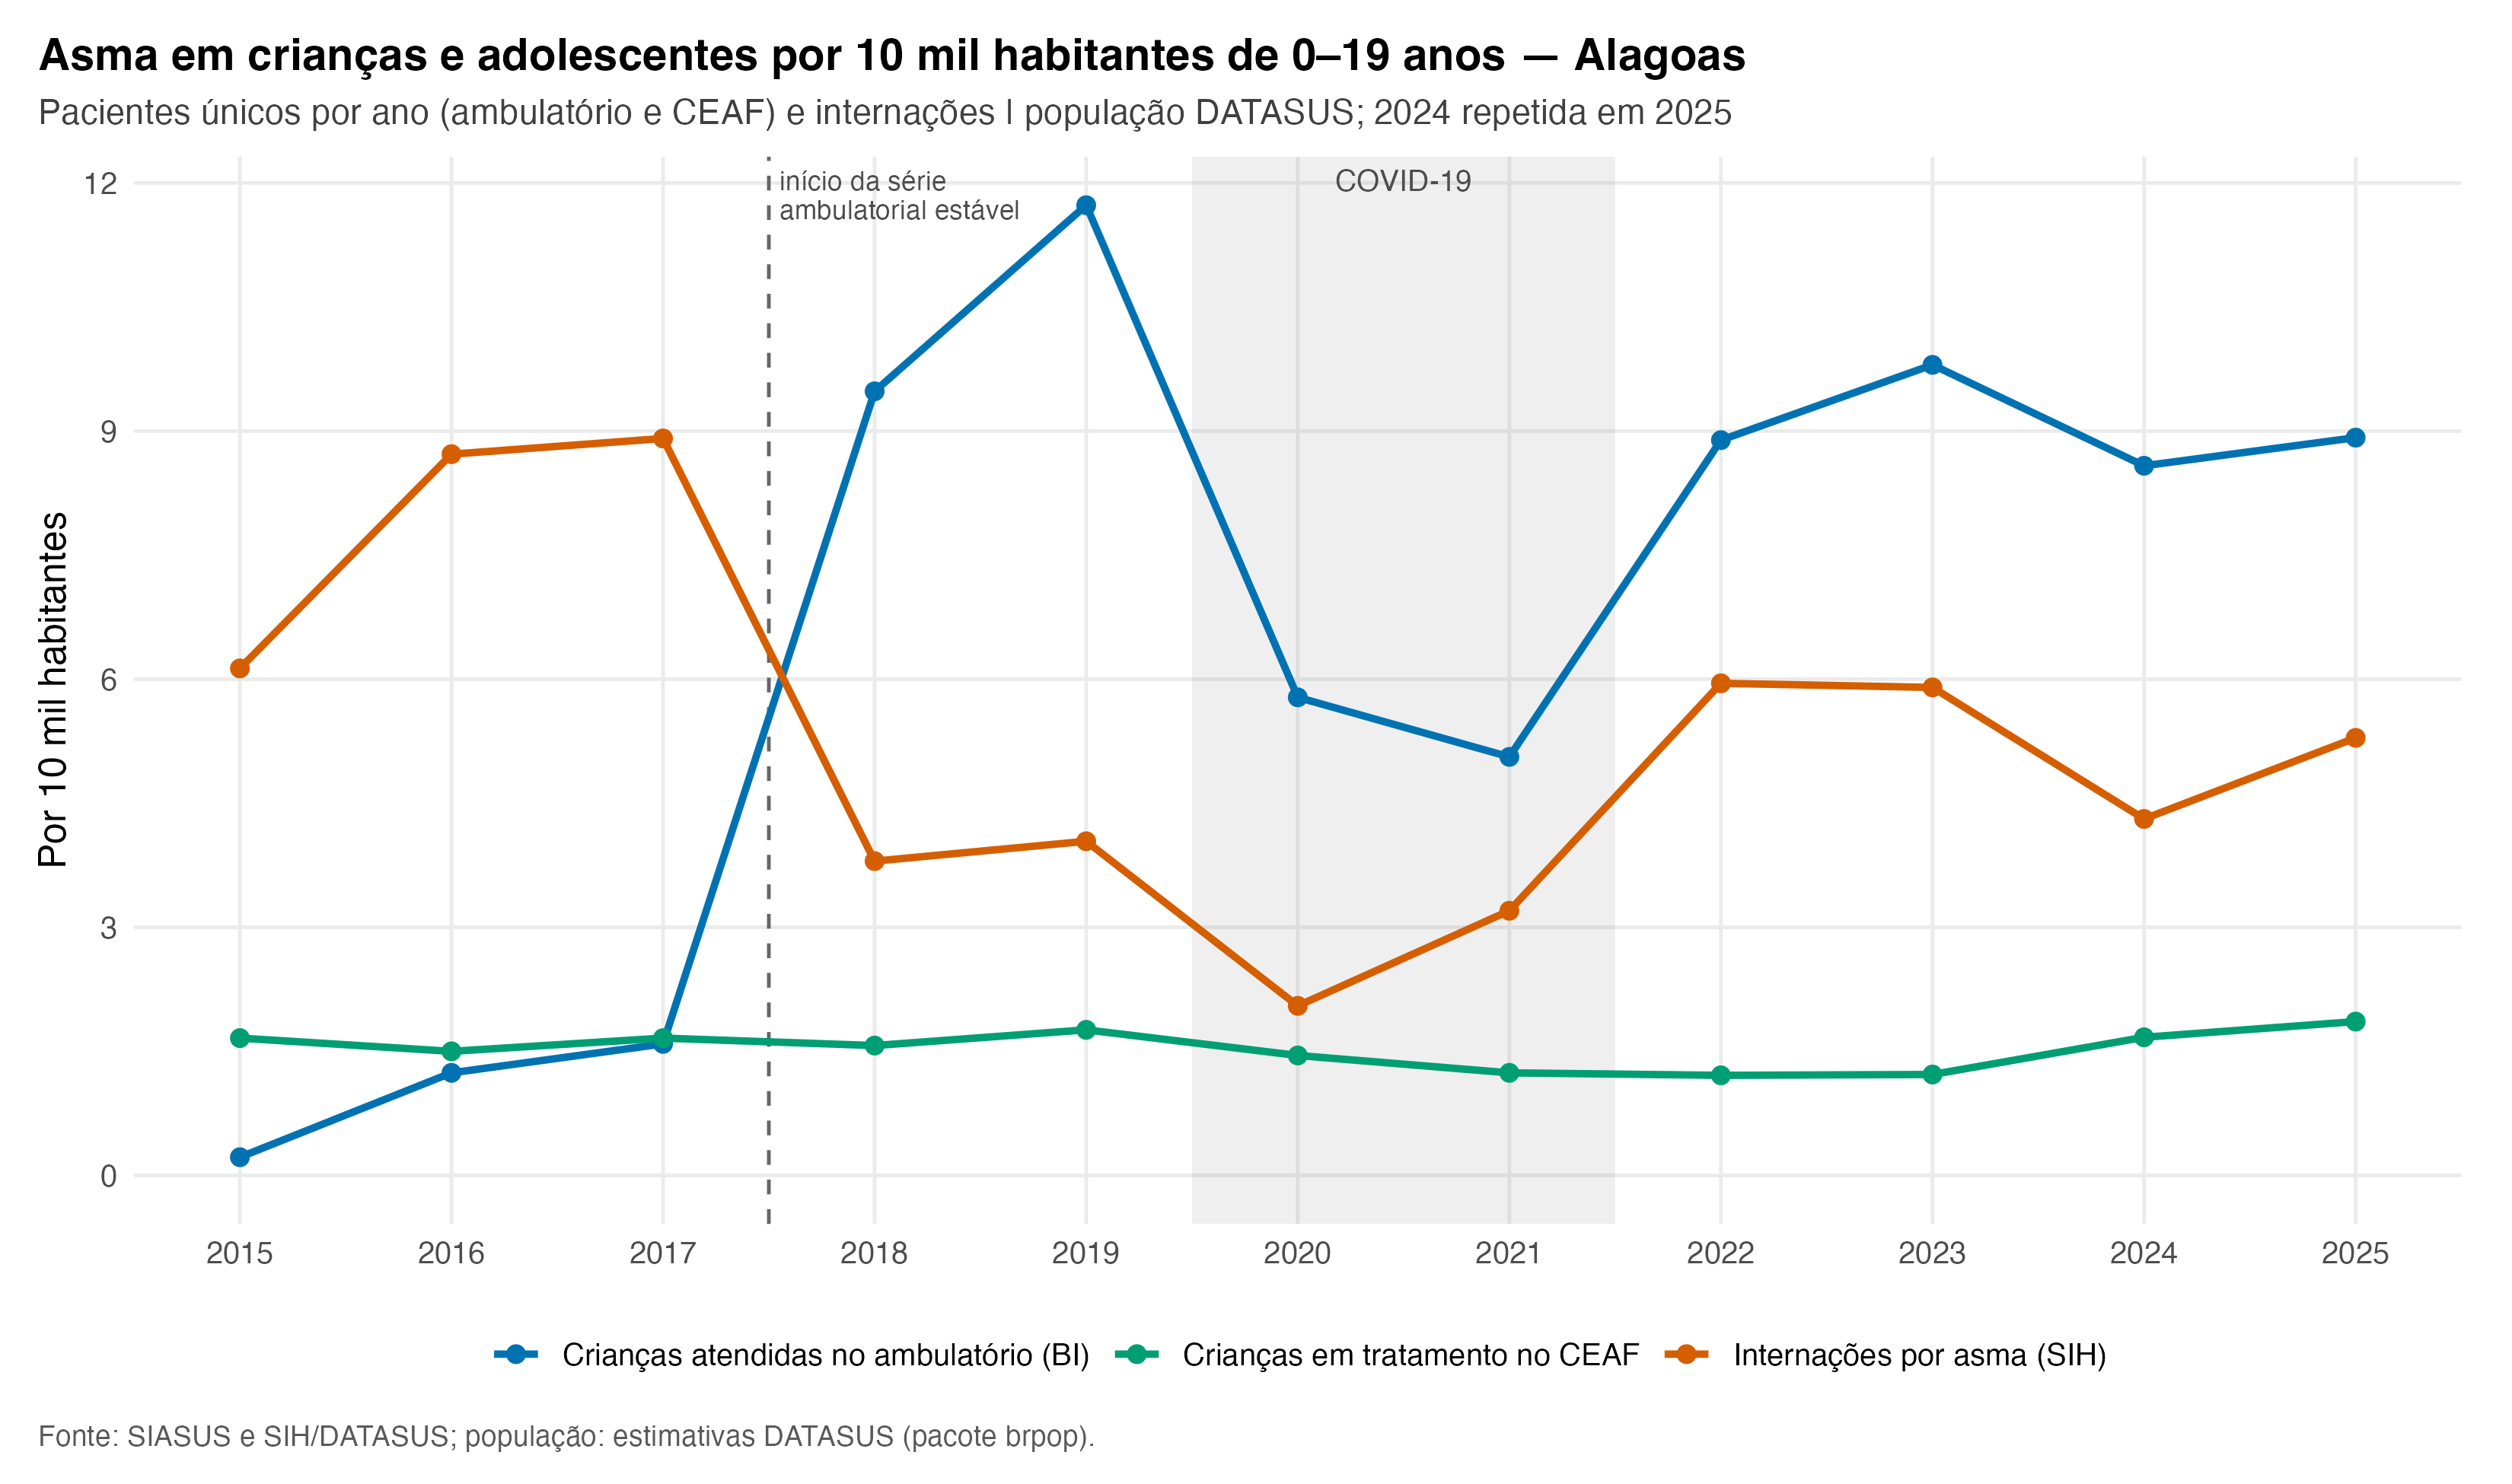 Asma em crianças e adolescentes por 10 mil habitantes de 0–19 anos — Alagoas
Pacientes únicos por ano (ambulatório e CEAF) e internações | população DATASUS; 2024 repetida em 2025
início da série
ambulatorial estável
COVID-19
Por 10 mil habitantes
12
9
6
3
0
2015 2016 2017 2018 2019 2020 2021 2022 2023 2024 2025
Crianças atendidas no ambulatório (BI) Crianças em tratamento no CEAF Internações por asma (SIH)
Fonte: SIASUS e SIH/DATASUS; população: estimativas DATASUS (pacote brpop).